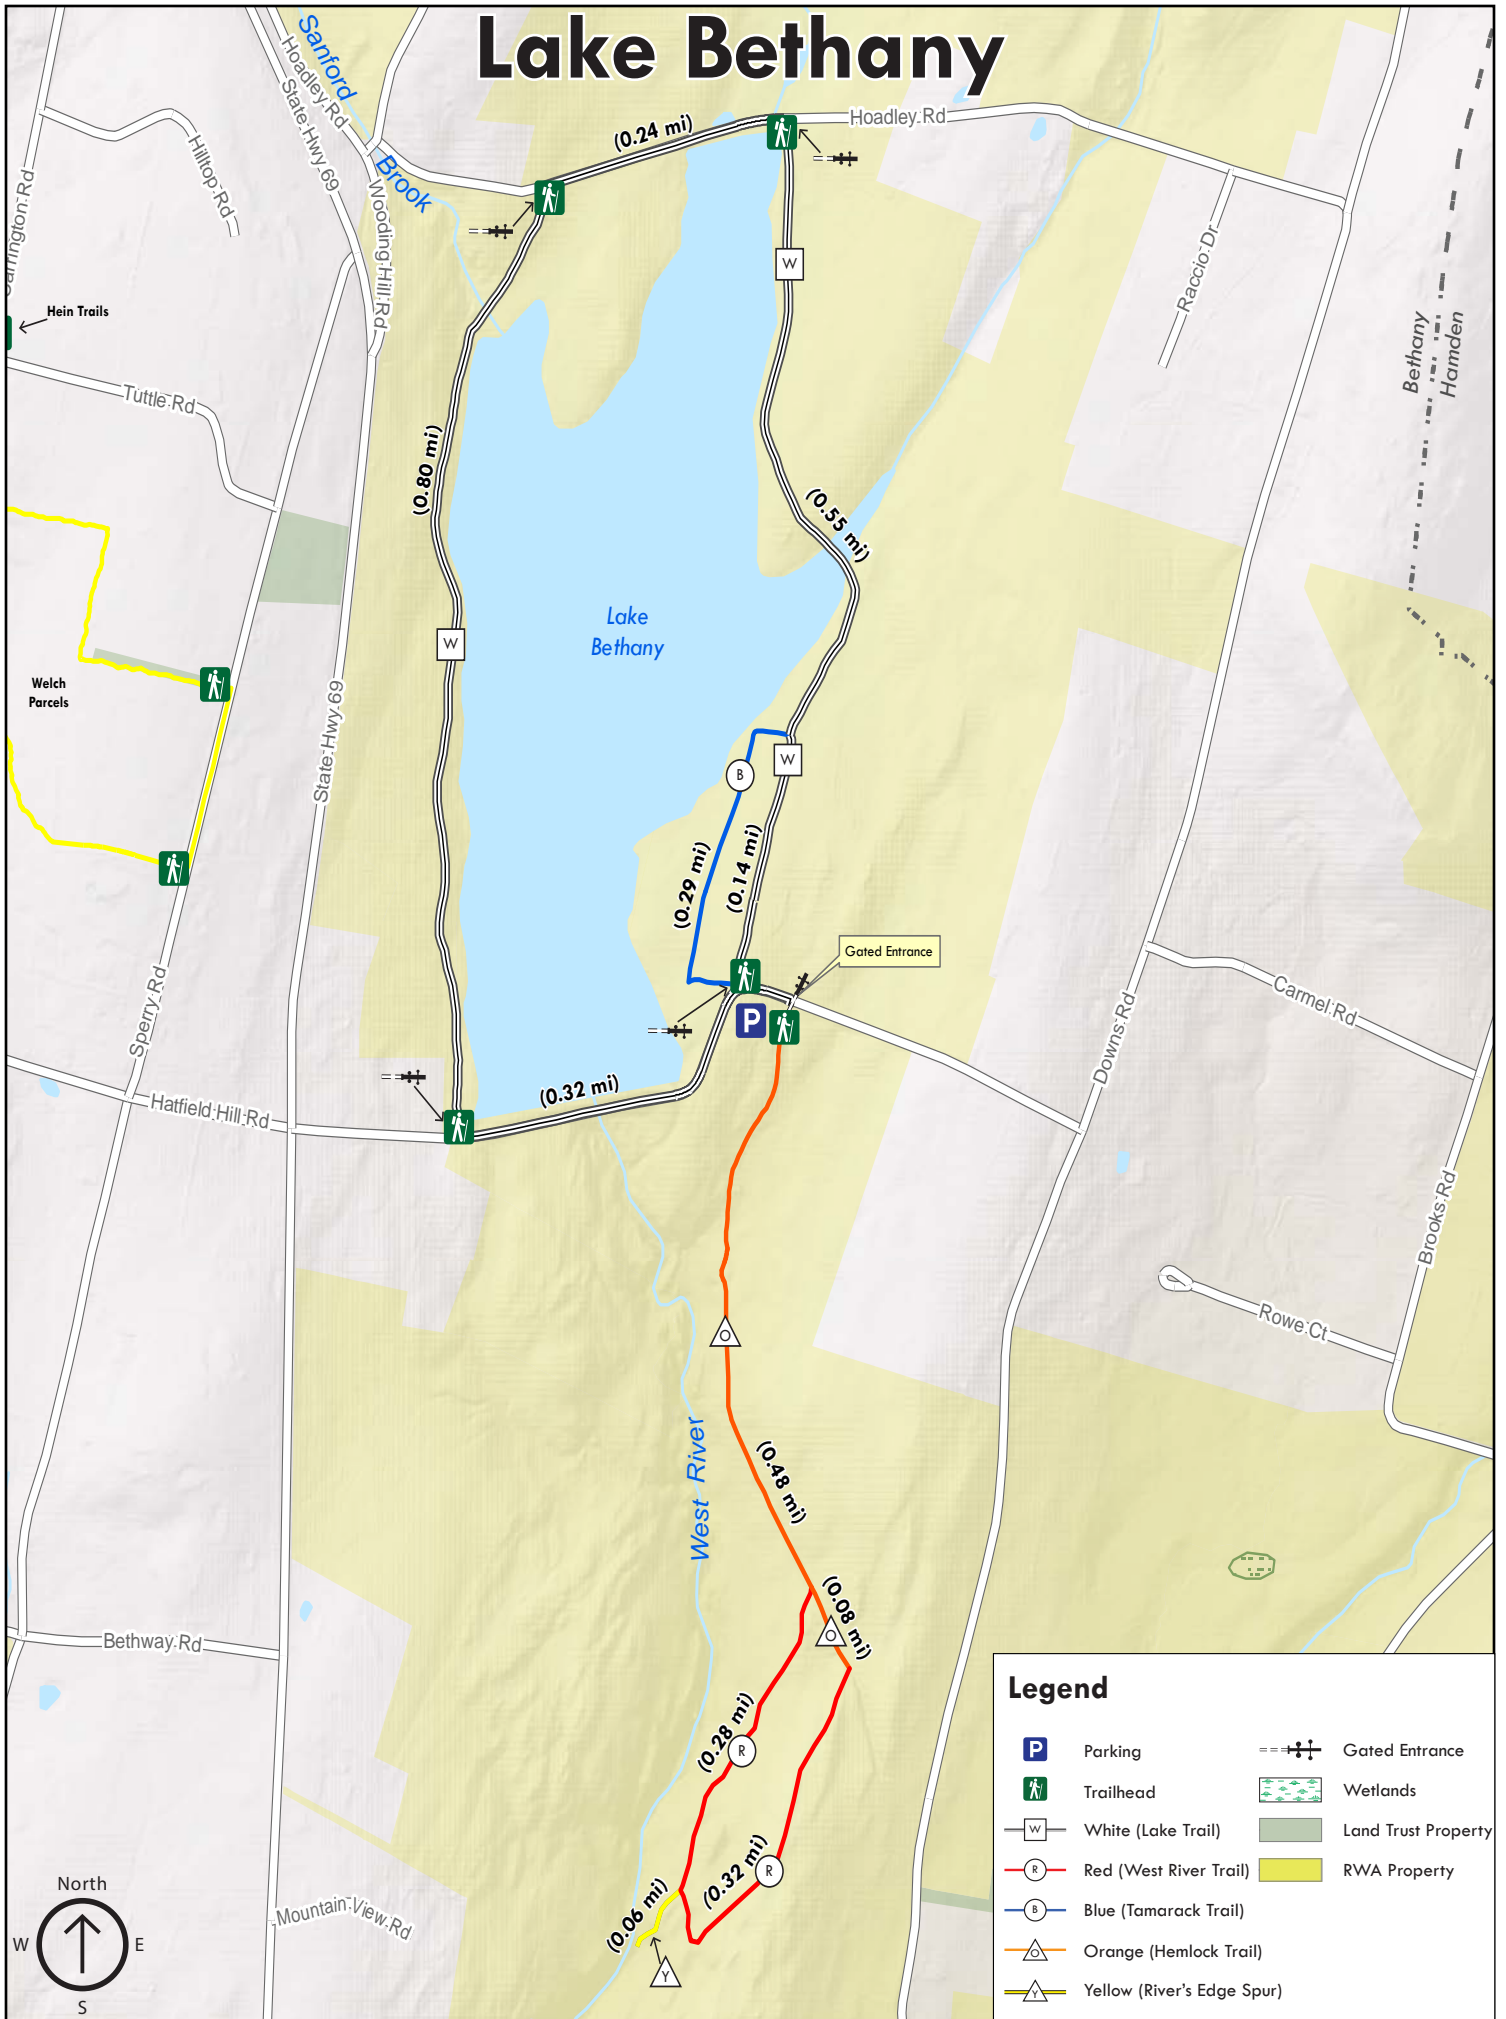 Lake Bethany
Sanford
Brook
Hoadley Rd
State Hwy 69
Hoadley Rd
(0.24 mi)
Hilltop Rd
Wooding Hill Rd
W
Raccio Dr
Hein Trails
Bethany
Hamden
Tuttle Rd
(0.80 mi)
(0.55 mi)
Lake
Bethany
W
Welch
Parcels
State Hwy 69
W
B
(0.29 mi)
(0.14 mi)
Gated Entrance
Sperry Rd
P
Carmel Rd
Downs Rd
(0.32 mi)
Hatfield Hill Rd
Brooks Rd
Rowe Ct
O
West River
(0.48 mi)
(0.08 mi)
O
Bethway Rd
(0.28 mi)
R
(0.32 mi)
R
(0.06 mi)
Y
Mountain View Rd
North
W
E
S
Legend
P
Parking
Gated Entrance
Trailhead
Wetlands
W
White (Lake Trail)
Land Trust Property
R
Red (West River Trail)
RWA Property
B
Blue (Tamarack Trail)
O
Orange (Hemlock Trail)
Y
Yellow (River's Edge Spur)